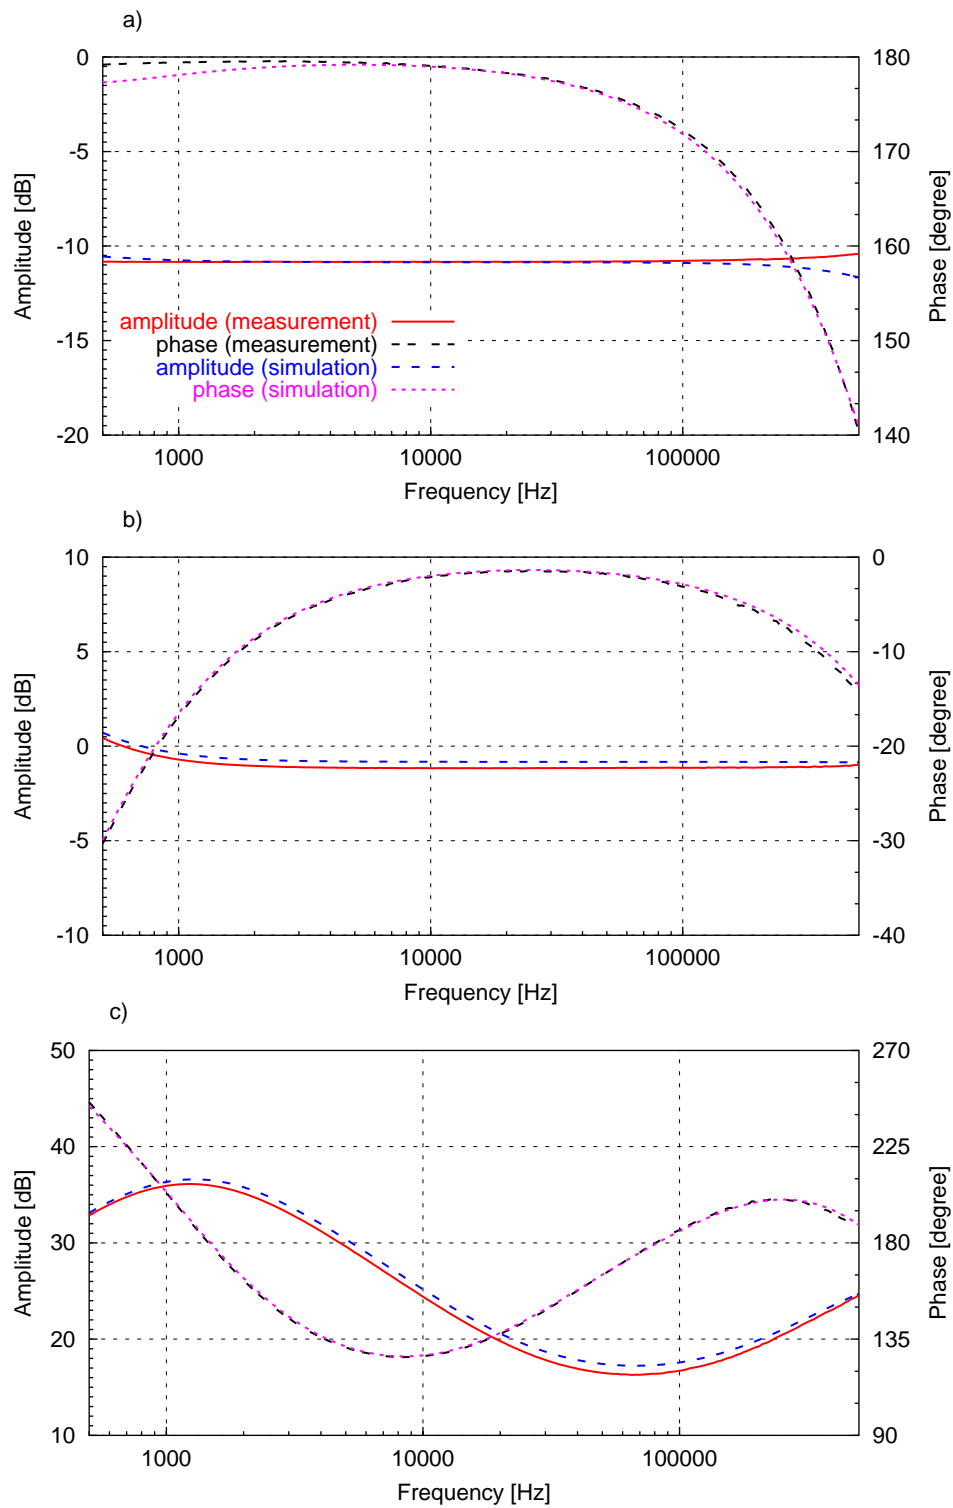 a)
0
-5
-10
-15
-20
Amplitude [dB]
180
170
160
150
140
Phase [degree]
amplitude (measurement)
phase (measurement)
amplitude (simulation)
phase (simulation)
1000 10000 100000
Frequency [Hz]
b)
10
5
0
-5
-10
Amplitude [dB]
0
-10
-20
-30
-40
Phase [degree]
1000 10000 100000
Frequency [Hz]
c)
50
40
30
20
10
Amplitude [dB]
270
225
180
135
90
Phase [degree]
1000 10000 100000
Frequency [Hz]